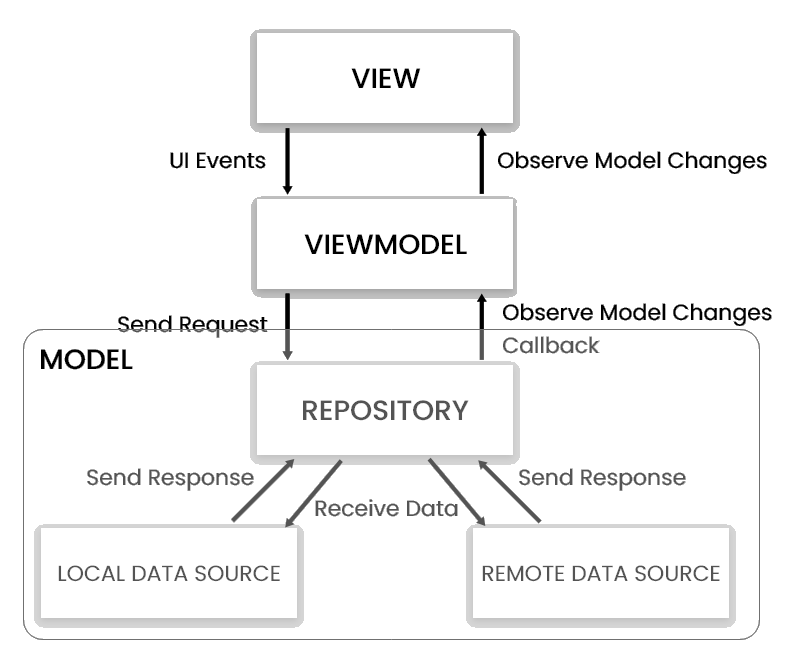 VIEW
UI Events
Observe Model Changes
VIEWMODEL
Send Request
Observe Model Changes
Callback
MODEL
REPOSITORY
Send Response
Send Response
Receive Data
LOCAL DATA SOURCE
REMOTE DATA SOURCE